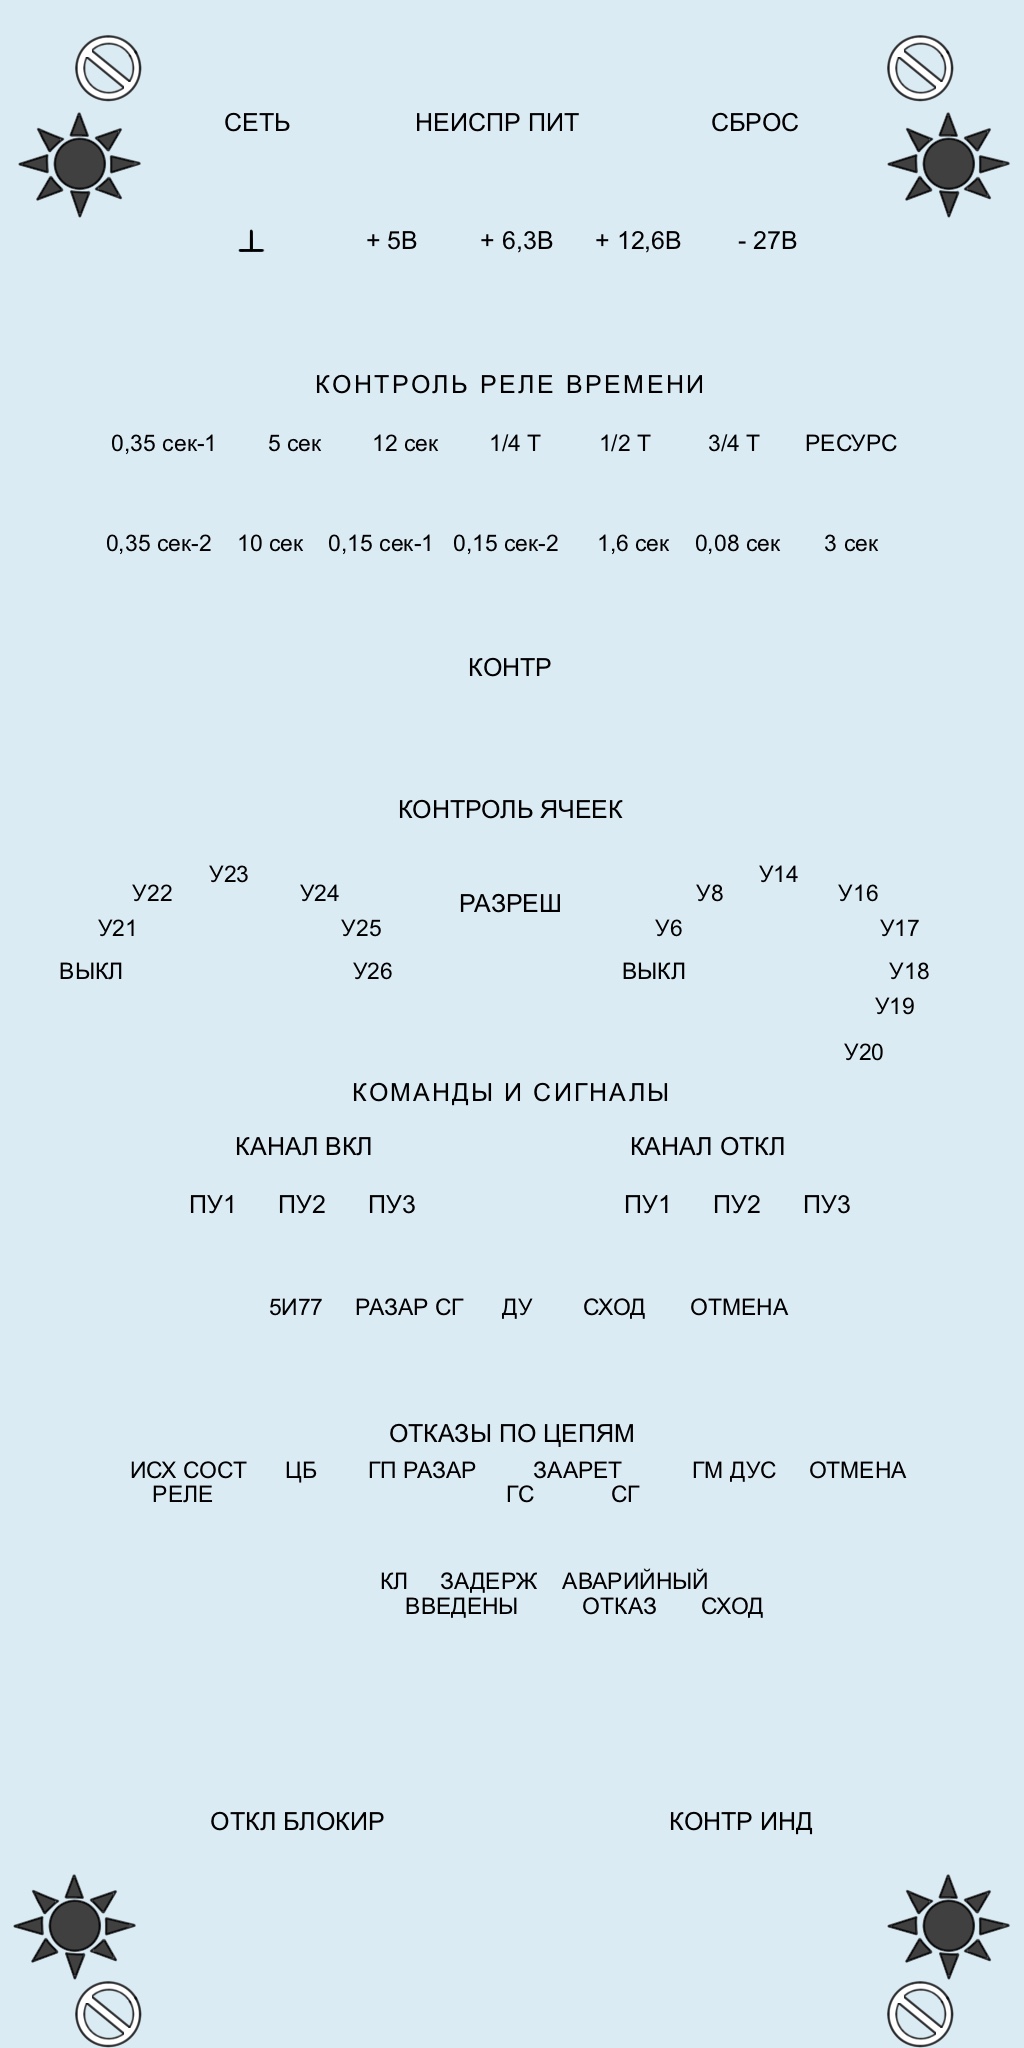 СЕТЬ НЕИСПР ПИТ СБРОС
⊥ + 5В + 6,3В + 12,6В - 27В
КОНТРОЛЬ РЕЛЕ ВРЕМЕНИ
0,35 сек-1 5 сек 12 сек 1/4 Т 1/2 Т 3/4 Т РЕСУРС
0,35 сек-2 10 сек 0,15 сек-1 0,15 сек-2 1,6 сек 0,08 сек 3 сек
КОНТР
КОНТРОЛЬ ЯЧЕЕК
У23 У14
У22 У24 У8 У16
РАЗРЕШ
У21 У25 У6 У17
ВЫКЛ У26 ВЫКЛ У18
У19
У20
КОМАНДЫ И СИГНАЛЫ
КАНАЛ ВКЛ КАНАЛ ОТКЛ
ПУ1 ПУ2 ПУ3 ПУ1 ПУ2 ПУ3
5И77 РАЗАР СГ ДУ СХОД ОТМЕНА
ОТКАЗЫ ПО ЦЕПЯМ
ИСХ СОСТ ЦБ ГП РАЗАР ЗААРЕТ ГМ ДУС ОТМЕНА
РЕЛЕ ГС СГ
КЛ ЗАДЕРЖ АВАРИЙНЫЙ
ВВЕДЕНЫ ОТКАЗ СХОД
ОТКЛ БЛОКИР КОНТР ИНД